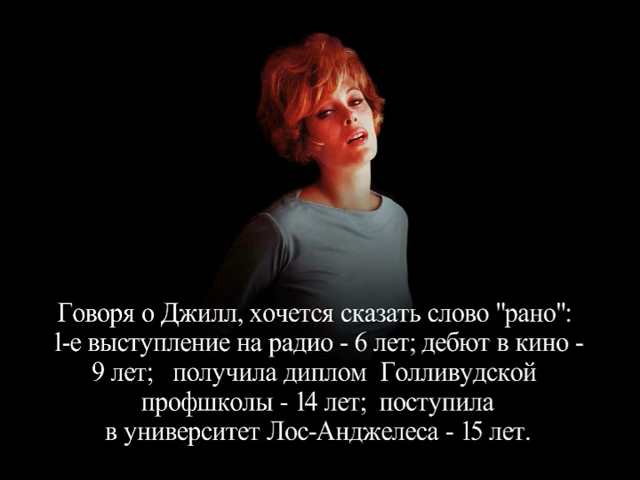 Говоря о Джилл, хочется сказать слово "рано":
1-е выступление на радио - 6 лет; дебют в кино -
9 лет; получила диплом Голливудской
профшколы - 14 лет; поступила
в университет Лос-Анджелеса - 15 лет.